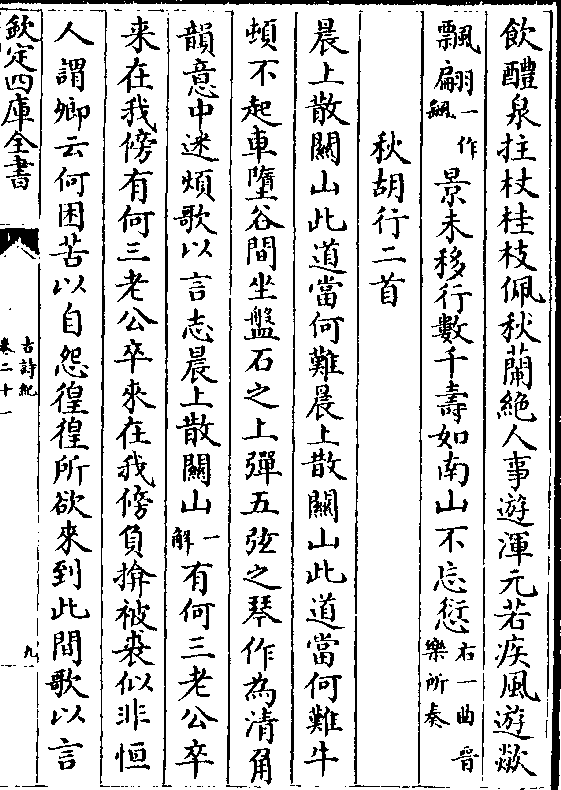 飲醴泉拄杖桂枝佩秋蘭絶人事遊渾元若疾風遊歘
飄翩一作飄翩景未移行數千壽如南山不忘愆右一曲晋樂所奏
秋胡行二首
晨上散關山此道當何難晨上散關山此道當何難牛
頓不起車墮谷間坐盤石之上彈五弦之琴作為清角
韻意中迷煩歌以言志晨上散關山一解有何三老公卒
来在我傍有何三老公卒來在我傍負揜被裘似非恒
人謂卿云何困苦以自怨徨徨所欲來到此間歌以言
欽定四庫全書
古詩紀
卷二十一
九